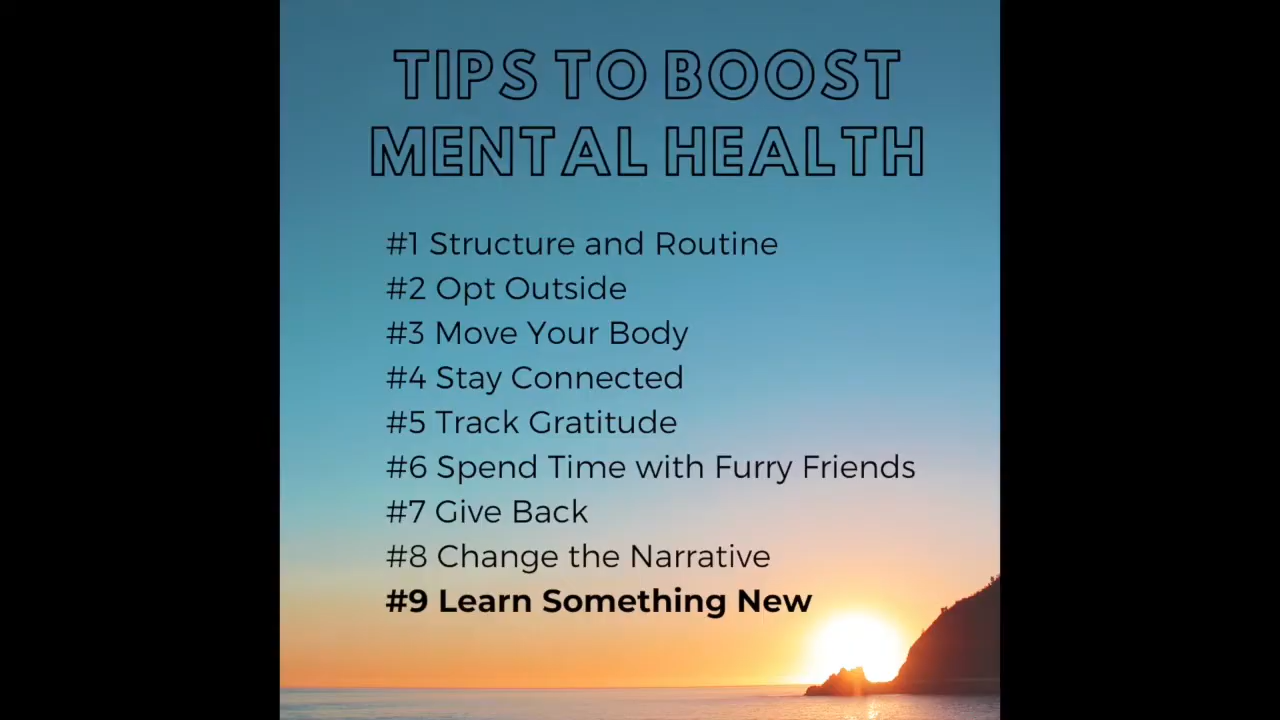 TIPS TO BOOST
MENTAL HEALTH
#1 Structure and Routine
#2 Opt Outside
#3 Move Your Body
#4 Stay Connected
#5 Track Gratitude
#6 Spend Time with Furry Friends
#7 Give Back
#8 Change the Narrative
#9 Learn Something New